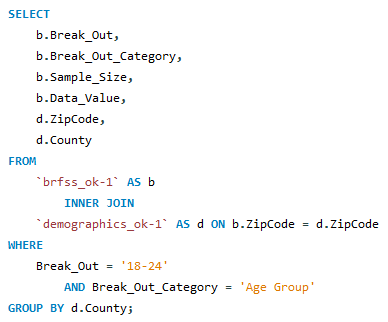 SELECT
b.Break_Out,
b.Break_Out_Category,
b.Sample_Size,
b.Data_Value,
d.ZipCode,
d.County
FROM
`brfss_ok-1` AS b
INNER JOIN
`demographics_ok-1` AS d ON b.ZipCode = d.ZipCode
WHERE
Break_Out = '18-24'
AND Break_Out_Category = 'Age Group'
GROUP BY d.County;